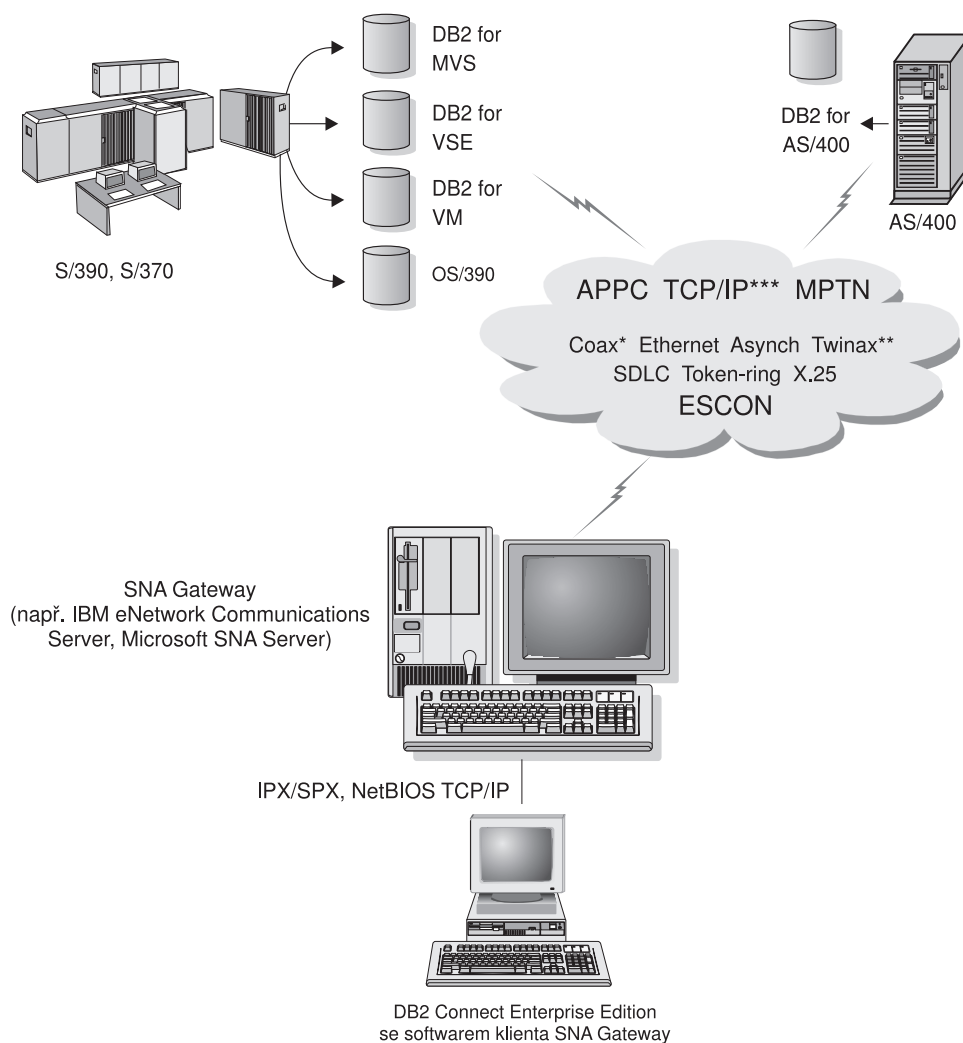 DB2 for
MVS
DB2 for
VSE
DB2 for
VM
OS/390
S/390, S/370
DB2 for
AS/400
AS/400
APPC TCP/IP*** MPTN
Coax* Ethernet Asynch Twinax**
SDLC Token-ring X.25
ESCON
SNA Gateway
(např. IBM eNetwork Communications
Server, Microsoft SNA Server)
IPX/SPX, NetBIOS TCP/IP
DB2 Connect Enterprise Edition
se softwarem klienta SNA Gateway